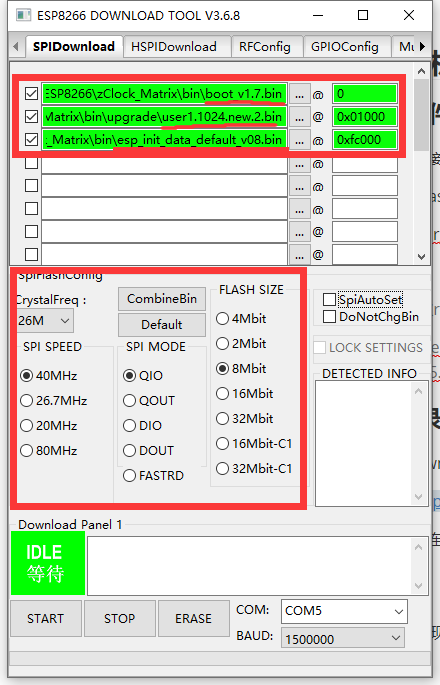 ESP8266 DOWNLOAD TOOL V3.6.8
SPIDownload HSPIDownload RFConfig GPIOConfig Mu
ESP8266\zClock_Matrix\bin\boot_v1.7.bin ... @ 0
Matrix\bin\upgrade\user1.1024.new.2.bin ... @ 0x01000
_Matrix\bin\esp_init_data_default_v08.bin ... @ 0xfc000
... @
... @
... @
... @
... @
SpiFlashConfig
CrystalFreq :
26M
CombineBin
Default
SPI SPEED
40MHz
26.7MHz
20MHz
80MHz
SPI MODE
QIO
QOUT
DIO
DOUT
FASTRD
FLASH SIZE
4Mbit
2Mbit
8Mbit
16Mbit
32Mbit
16Mbit-C1
32Mbit-C1
SpiAutoSet
DoNotChgBin
LOCK SETTINGS
DETECTED INFO
Download Panel 1
IDLE
等待
START STOP ERASE
COM: COM5
BAUD: 1500000